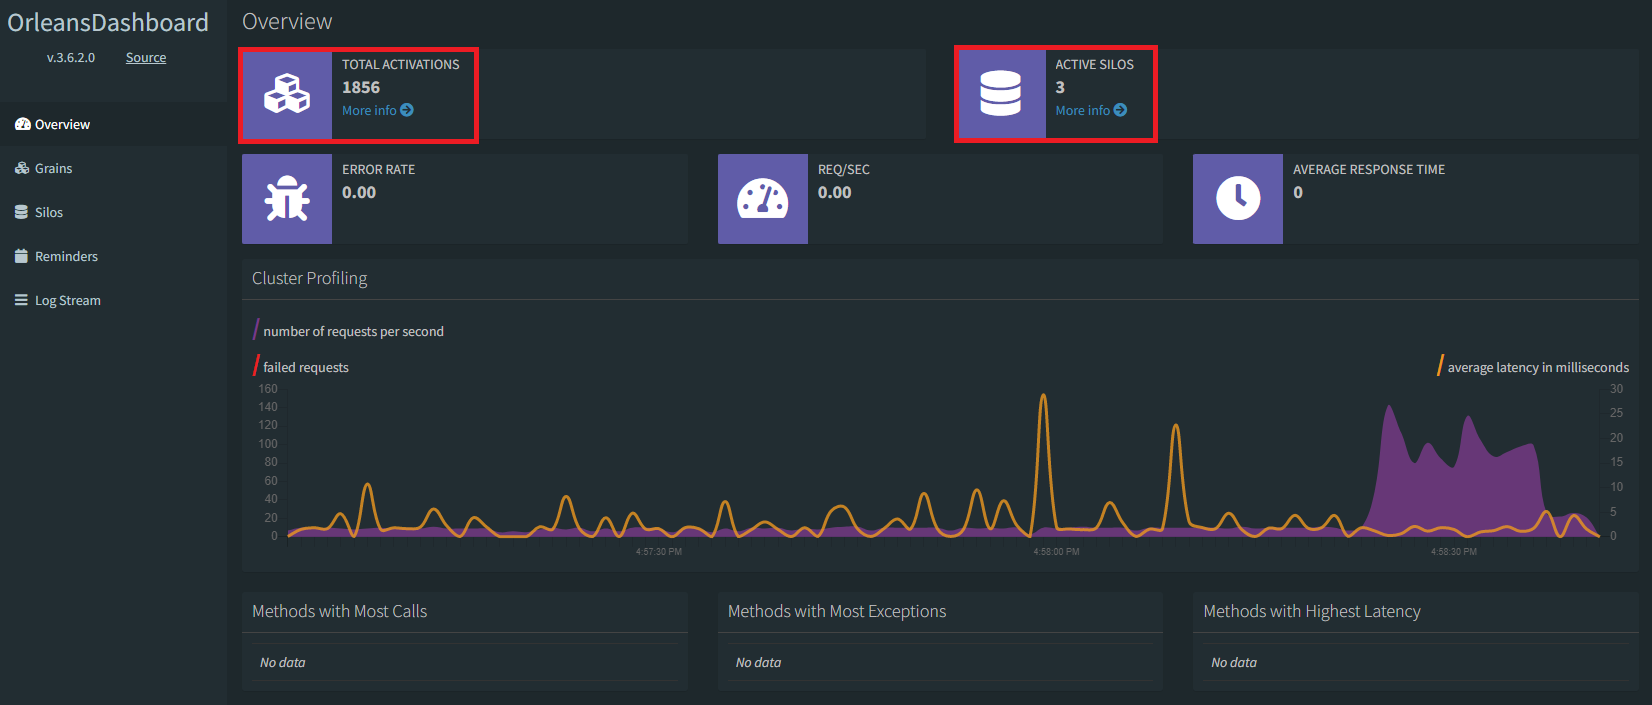 OrleansDashboard
v.3.6.2.0 Source
Overview
Grains
Silos
Reminders
Log Stream
Overview
TOTAL ACTIVATIONS
1856
More info
ACTIVE SILOS
3
More info
ERROR RATE
0.00
REQ/SEC
0.00
AVERAGE RESPONSE TIME
0
Cluster Profiling
number of requests per second
failed requests
average latency in milliseconds
160
140
120
100
80
60
40
20
0
30
25
20
15
10
5
0
4:57:30 PM
4:58:00 PM
4:58:30 PM
Methods with Most Calls
No data
Methods with Most Exceptions
No data
Methods with Highest Latency
No data